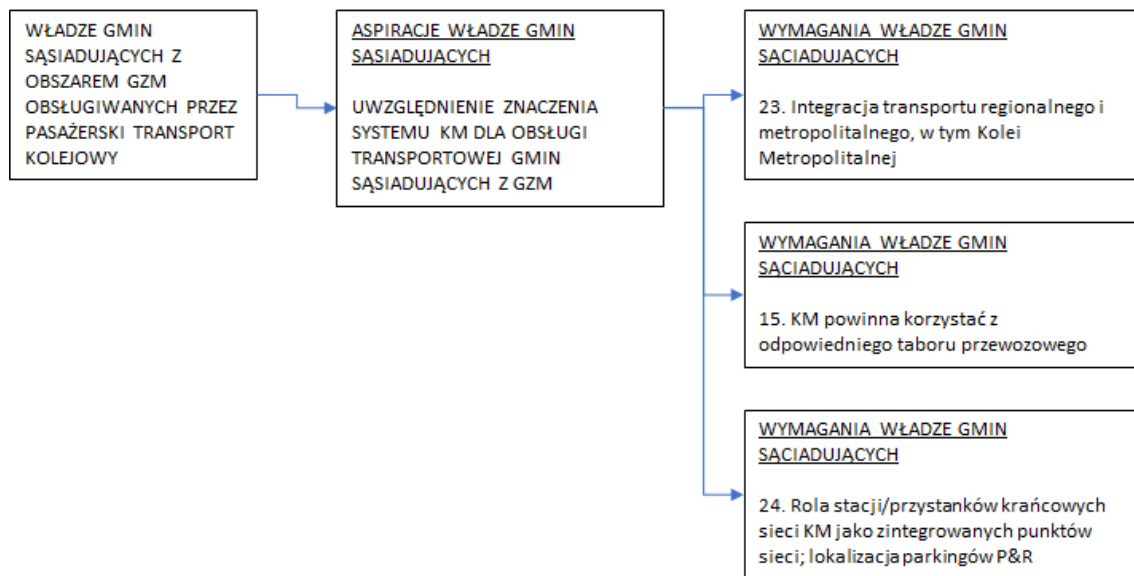 WŁADZE GMIN
SĄSIADUJĄCYCH Z
OBSZAREM GZM
OBSŁUGIWANYCH PRZEZ
PASAŻERSKI TRANSPORT
KOLEJOWY
ASPIRACJE WŁADZE GMIN
SĄSIADUJĄCYCH
UWZGLĘDNIENIE ZNACZENIA
SYSTEMU KM DLA OBSŁUGI
TRANSPORTOWEJ GMIN
SĄSIADUJĄCYCH Z GZM
WYMAGANIA WŁADZE GMIN
SĄCIADUJĄCYCH
23. Integracja transportu regionalnego i
metropolitalnego, w tym Kolei
Metropolitalnej
WYMAGANIA WŁADZE GMIN
SĄCIADUJĄCYCH
15. KM powinna korzystać z
odpowiedniego taboru przewozowego
WYMAGANIA WŁADZE GMIN
SĄCIADUJĄCYCH
24. Rola stacji/przystanków krańcowych
sieci KM jako zintegrowanych punktów
sieci; lokalizacja parkingów P&R